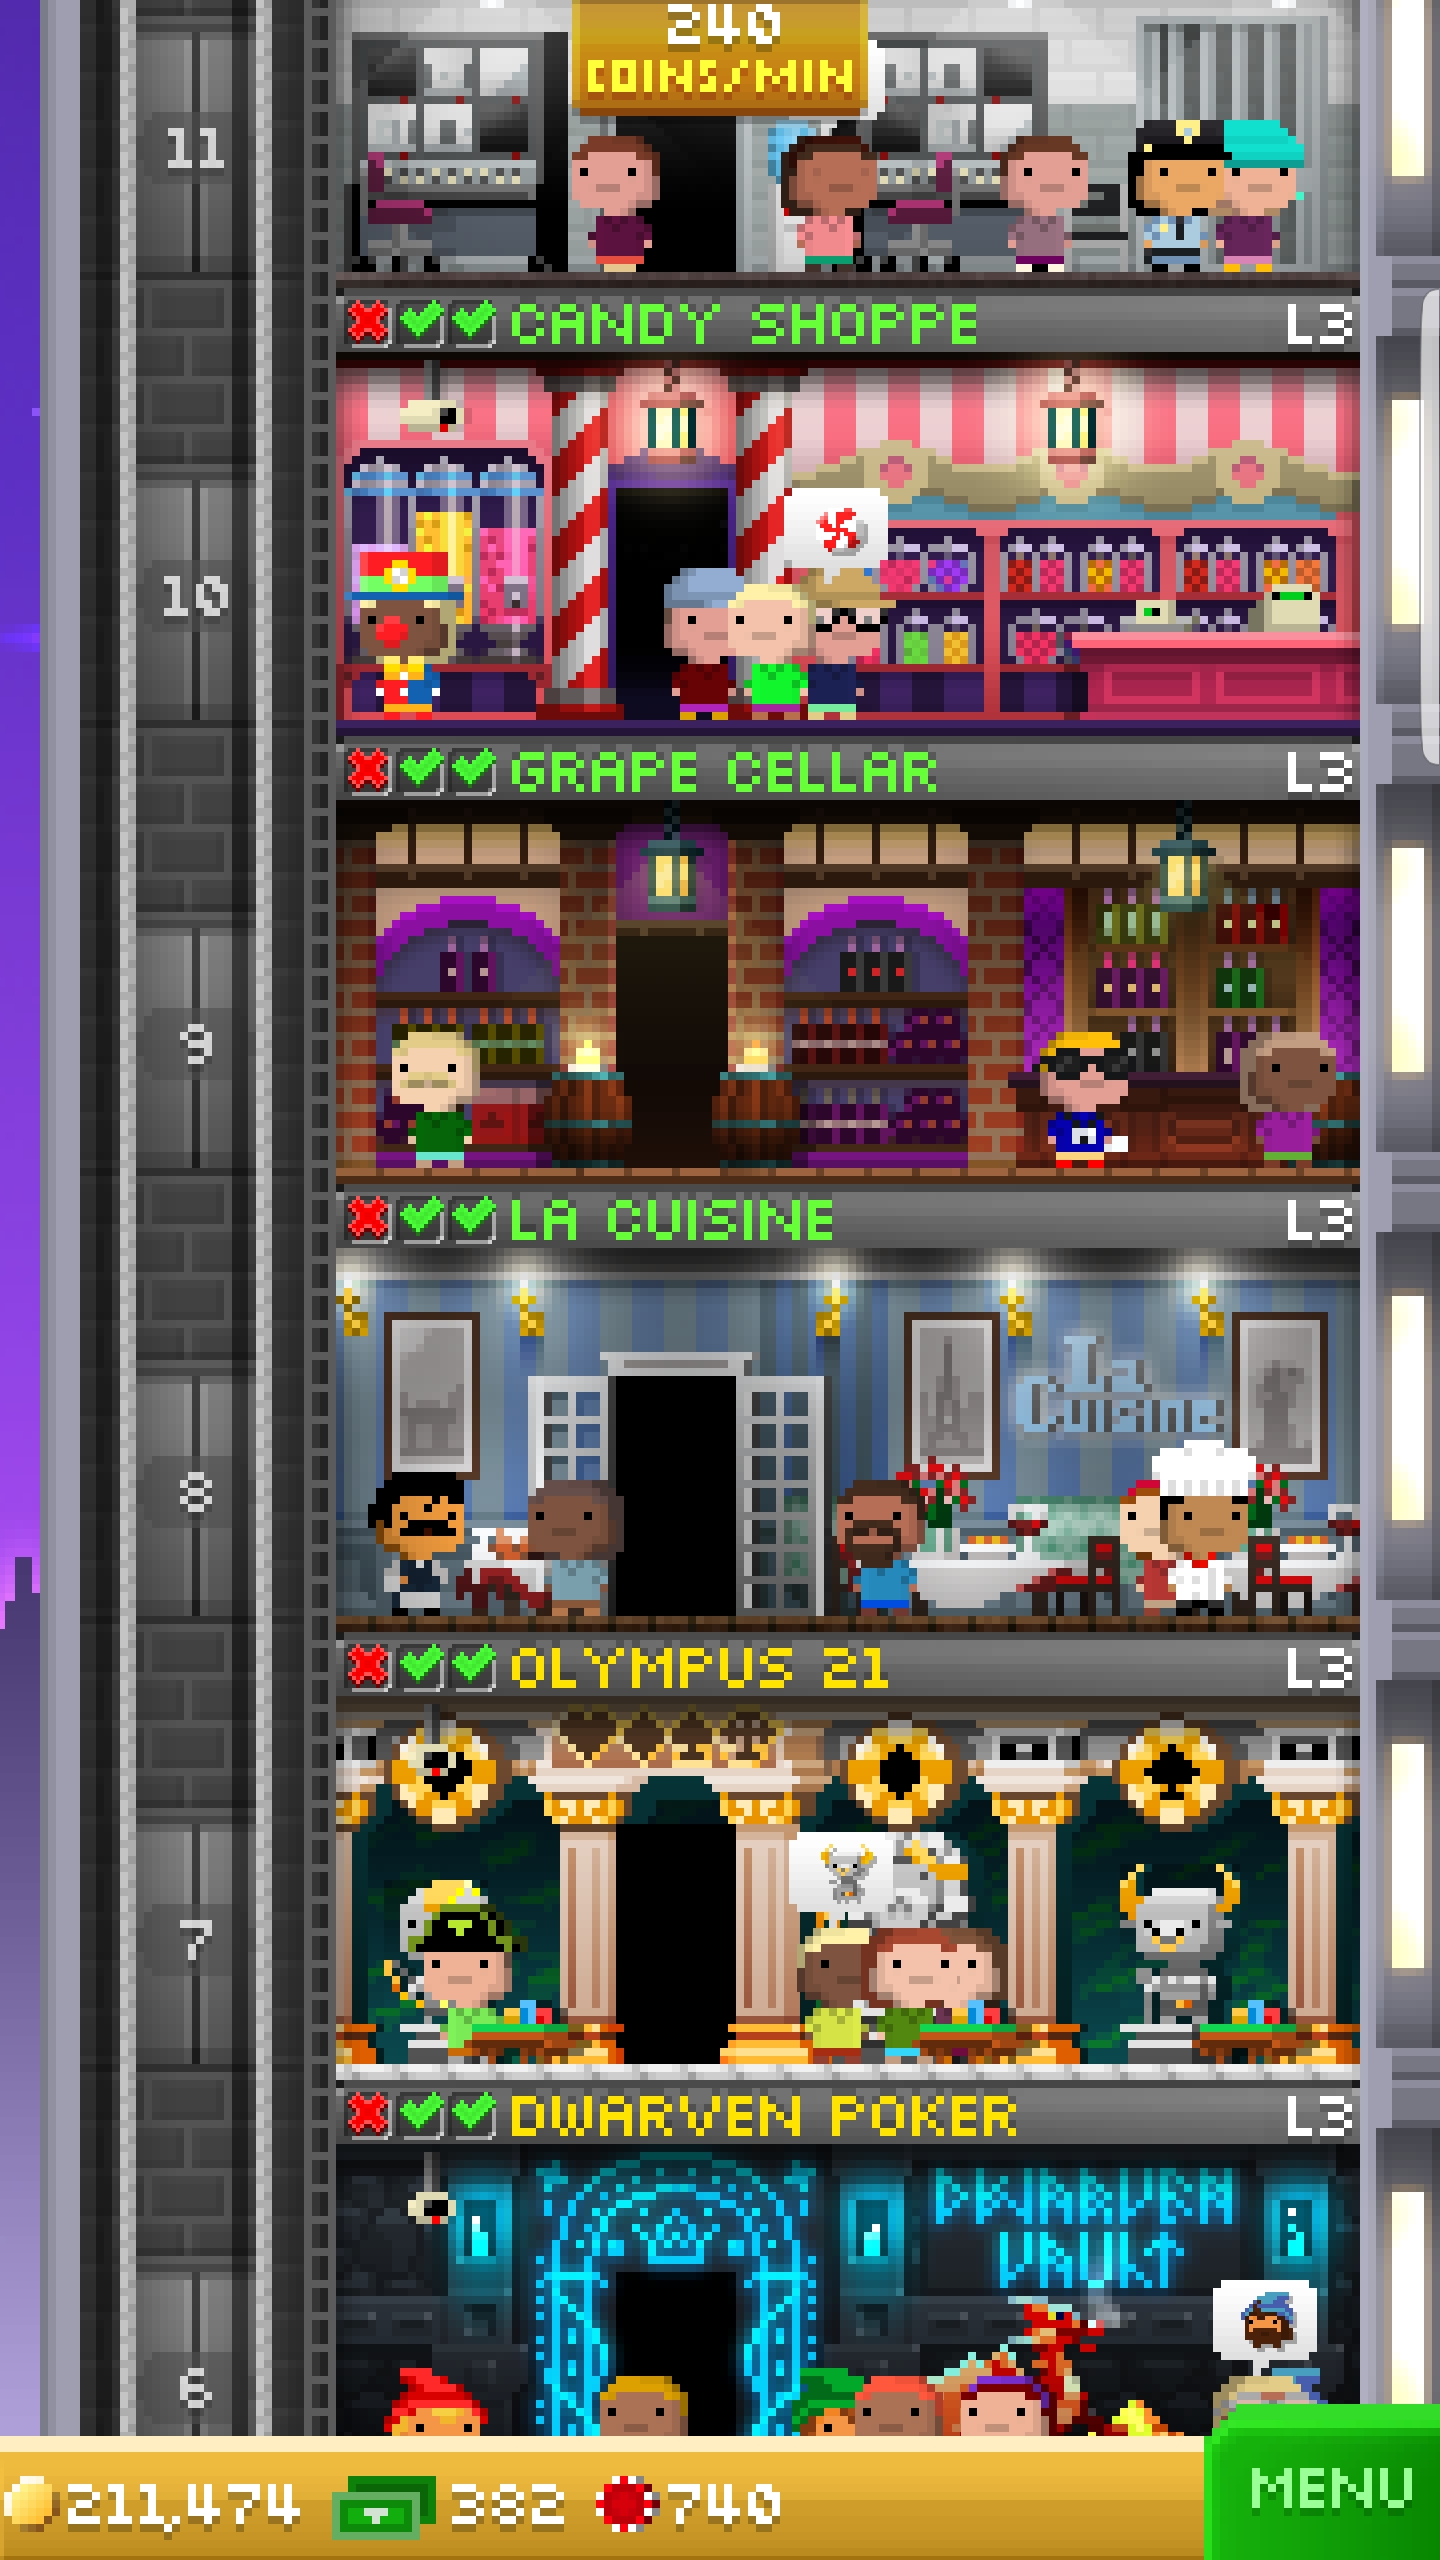 240
COINS/MIN
11
CANDY SHOPPE L3
10
GRAPE CELLAR L3
9
LA CUISINE L3
La
Cuisine
8
OLYMPUS 21 L3
7
DWARVEN POKER L3
DWARVEN
VAULT
6
211,474 382 740
MENU